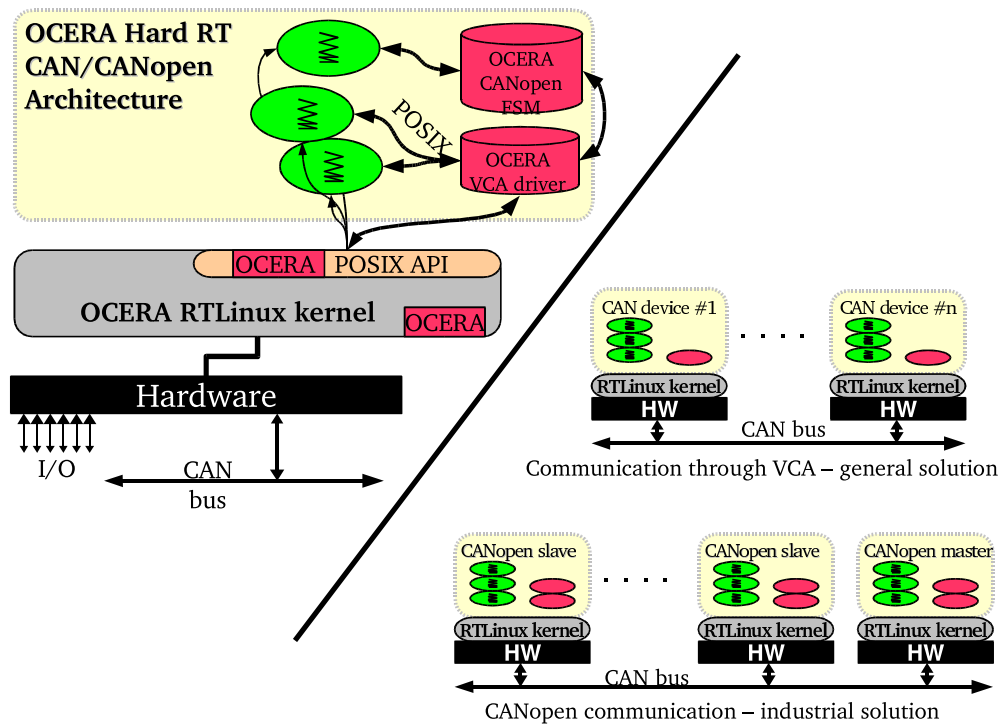 OCERA Hard RT
CAN/CANopen
Architecture
OCERA
CANopen
FSM
POSIX
OCERA
VCA driver
OCERA POSIX API
OCERA RTLinux kernel
OCERA
Hardware
I/O
CAN
bus
CAN device #1
. . . .
CAN device #n
RTLinux kernel
RTLinux kernel
HW
HW
CAN bus
Communication through VCA – general solution
CANopen slave
. . . .
CANopen slave
CANopen master
RTLinux kernel
RTLinux kernel
RTLinux kernel
HW
HW
HW
CAN bus
CANopen communication – industrial solution